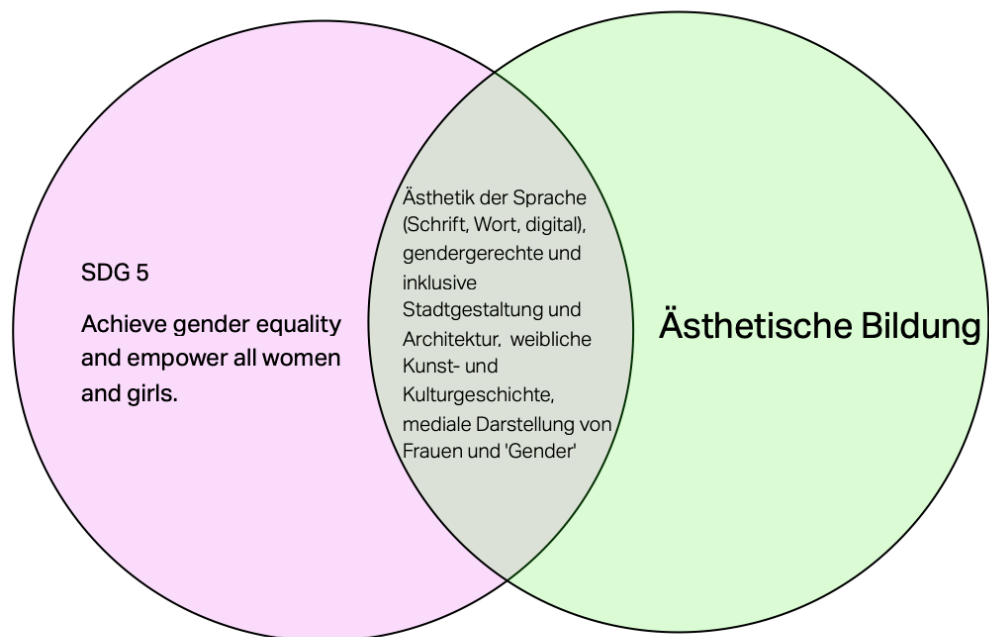 SDG 5
Achieve gender equality
and empower all women
and girls.
Ästhetik der Sprache
(Schrift, Wort, digital),
gendergerechte und
inklusive
Stadtgestaltung und
Architektur,  weibliche
Kunst- und
Kulturgeschichte,
mediale Darstellung von
Frauen und 'Gender'
Ästhetische Bildung